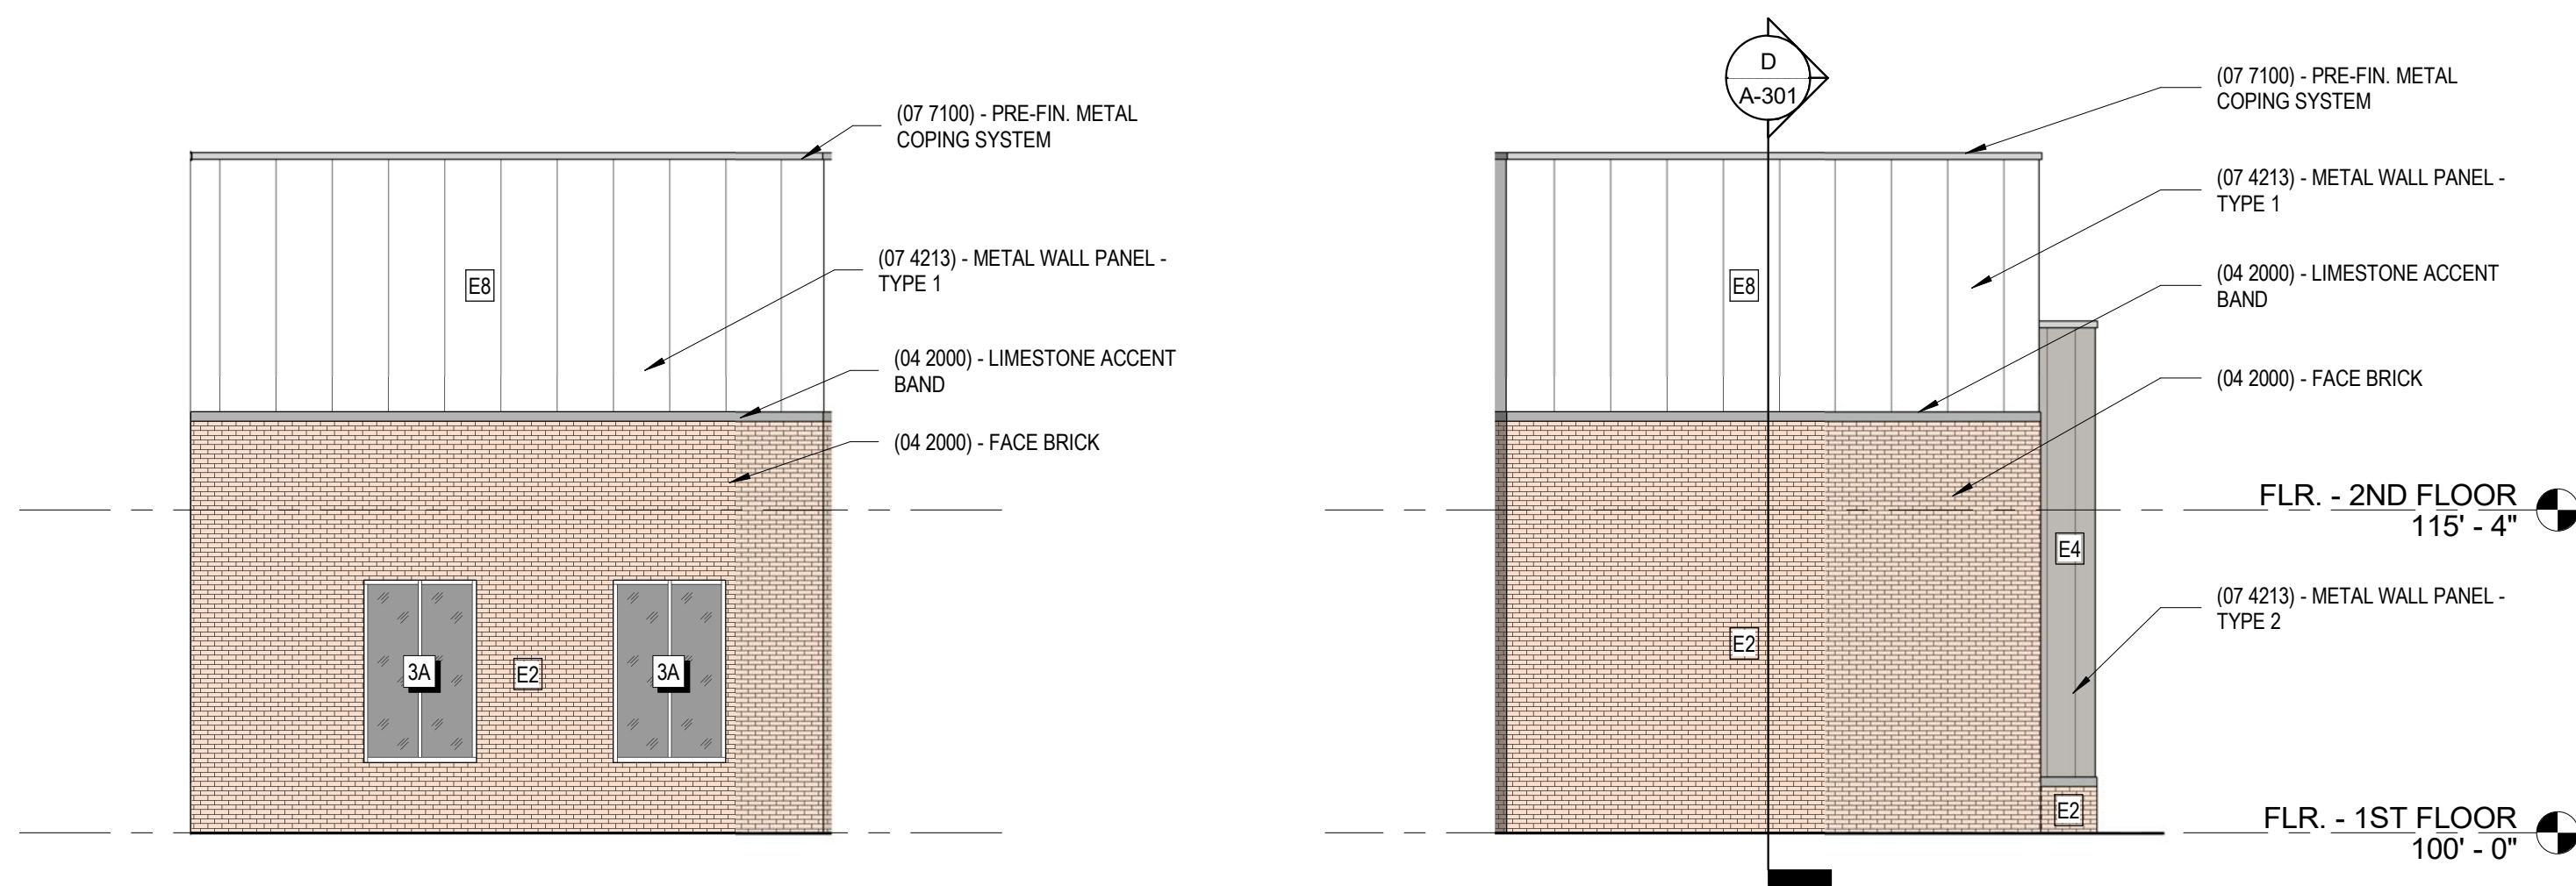 (07 7100) - PRE-FIN. METAL
COPING SYSTEM
(07 4213) - METAL WALL PANEL -
TYPE 1
E8
(04 2000) - LIMESTONE ACCENT
BAND
(04 2000) - FACE BRICK
3A
E2
3A
D
A-301
(07 7100) - PRE-FIN. METAL
COPING SYSTEM
(07 4213) - METAL WALL PANEL -
TYPE 1
E8
(04 2000) - LIMESTONE ACCENT
BAND
(04 2000) - FACE BRICK
FLR. - 2ND FLOOR
115' - 4"
E4
(07 4213) - METAL WALL PANEL -
TYPE 2
E2
E2
FLR. - 1ST FLOOR
100' - 0"